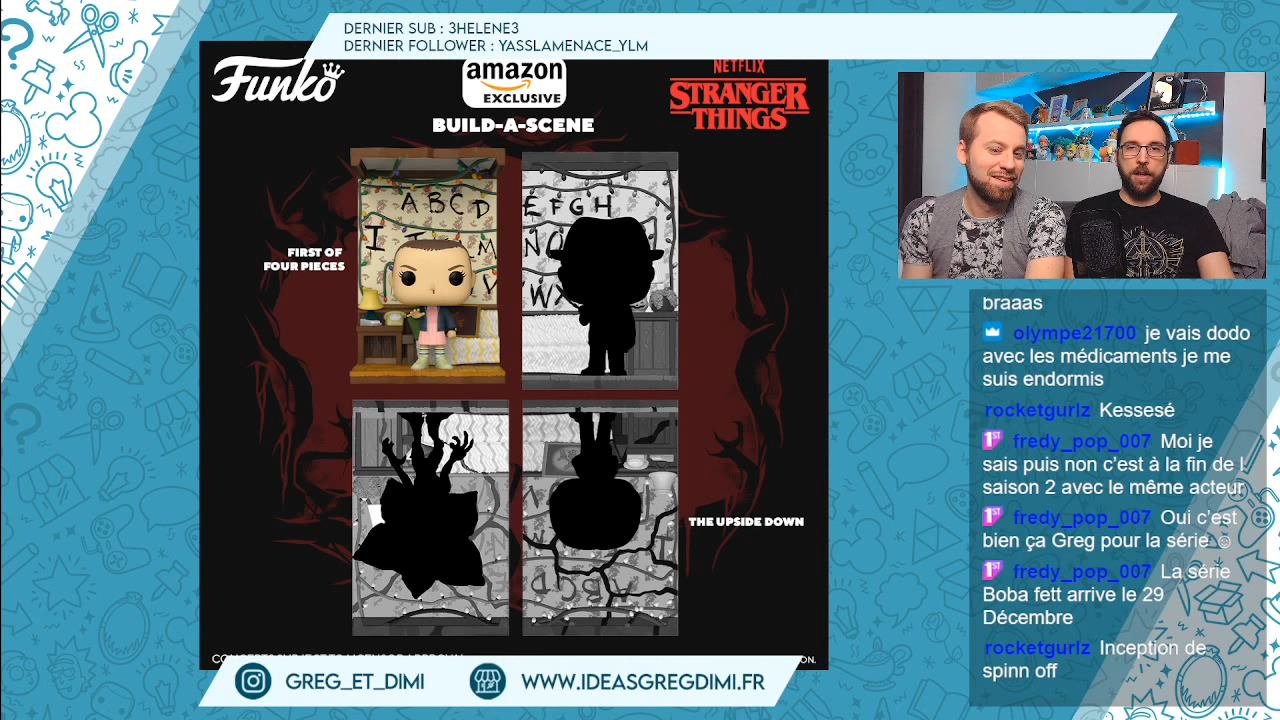 DERNIER SUB : 3HELENE3
DERNIER FOLLOWER : YASSLAMENACE_YLM
Funko
amazon
EXCLUSIVE
BUILD-A-SCENE
NETFLIX
STRANGER
THINGS
FIRST OF
FOUR PIECES
A B C D
E F G H
I
M
N O
V
W X
THE UPSIDE DOWN
braaas
olympe21700 je vais dodo
avec les médicaments je me
suis endormis
rocketgurlz Kessesé
1ST fredy_pop_007 Moi je
sais puis non c'est à la fin de l
saison 2 avec le même acteur
1ST fredy_pop_007 Oui c'est
bien ça Greg pour la série ☺
1ST fredy_pop_007 La série
Boba fett arrive le 29
Décembre
rocketgurlz Inception de
spinn off
GREG_ET_DIMI
WWW.IDEASGREGDIMI.FR